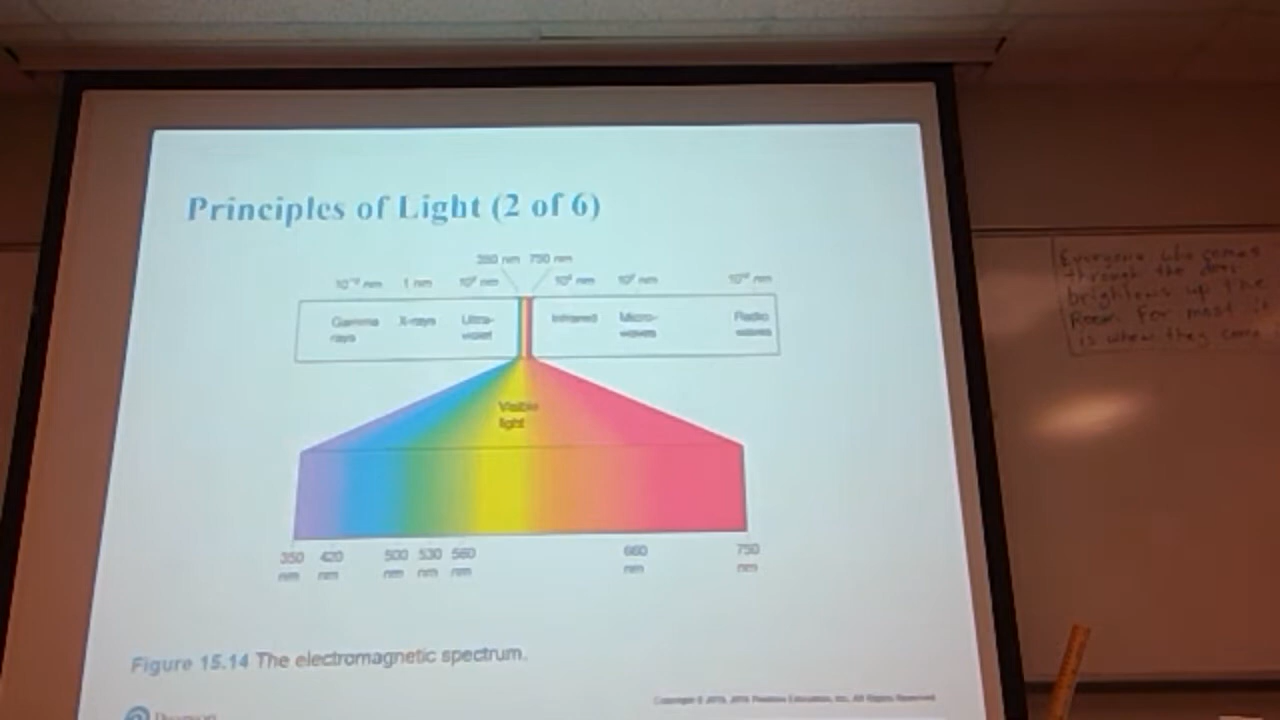 Principles of Light (2 of 6)
350 nm 750 nm
1 nm
Gamma rays
X-rays
Ultra-violet
Infrared
Micro-waves
Radio waves
Visible
light
350 420 500 530 560 660 750
nm nm nm nm nm nm nm
Figure 15.14 The electromagnetic spectrum.
Pearson
Everyone who comes
through the door
brightens up the
Room. For most it
is when they come